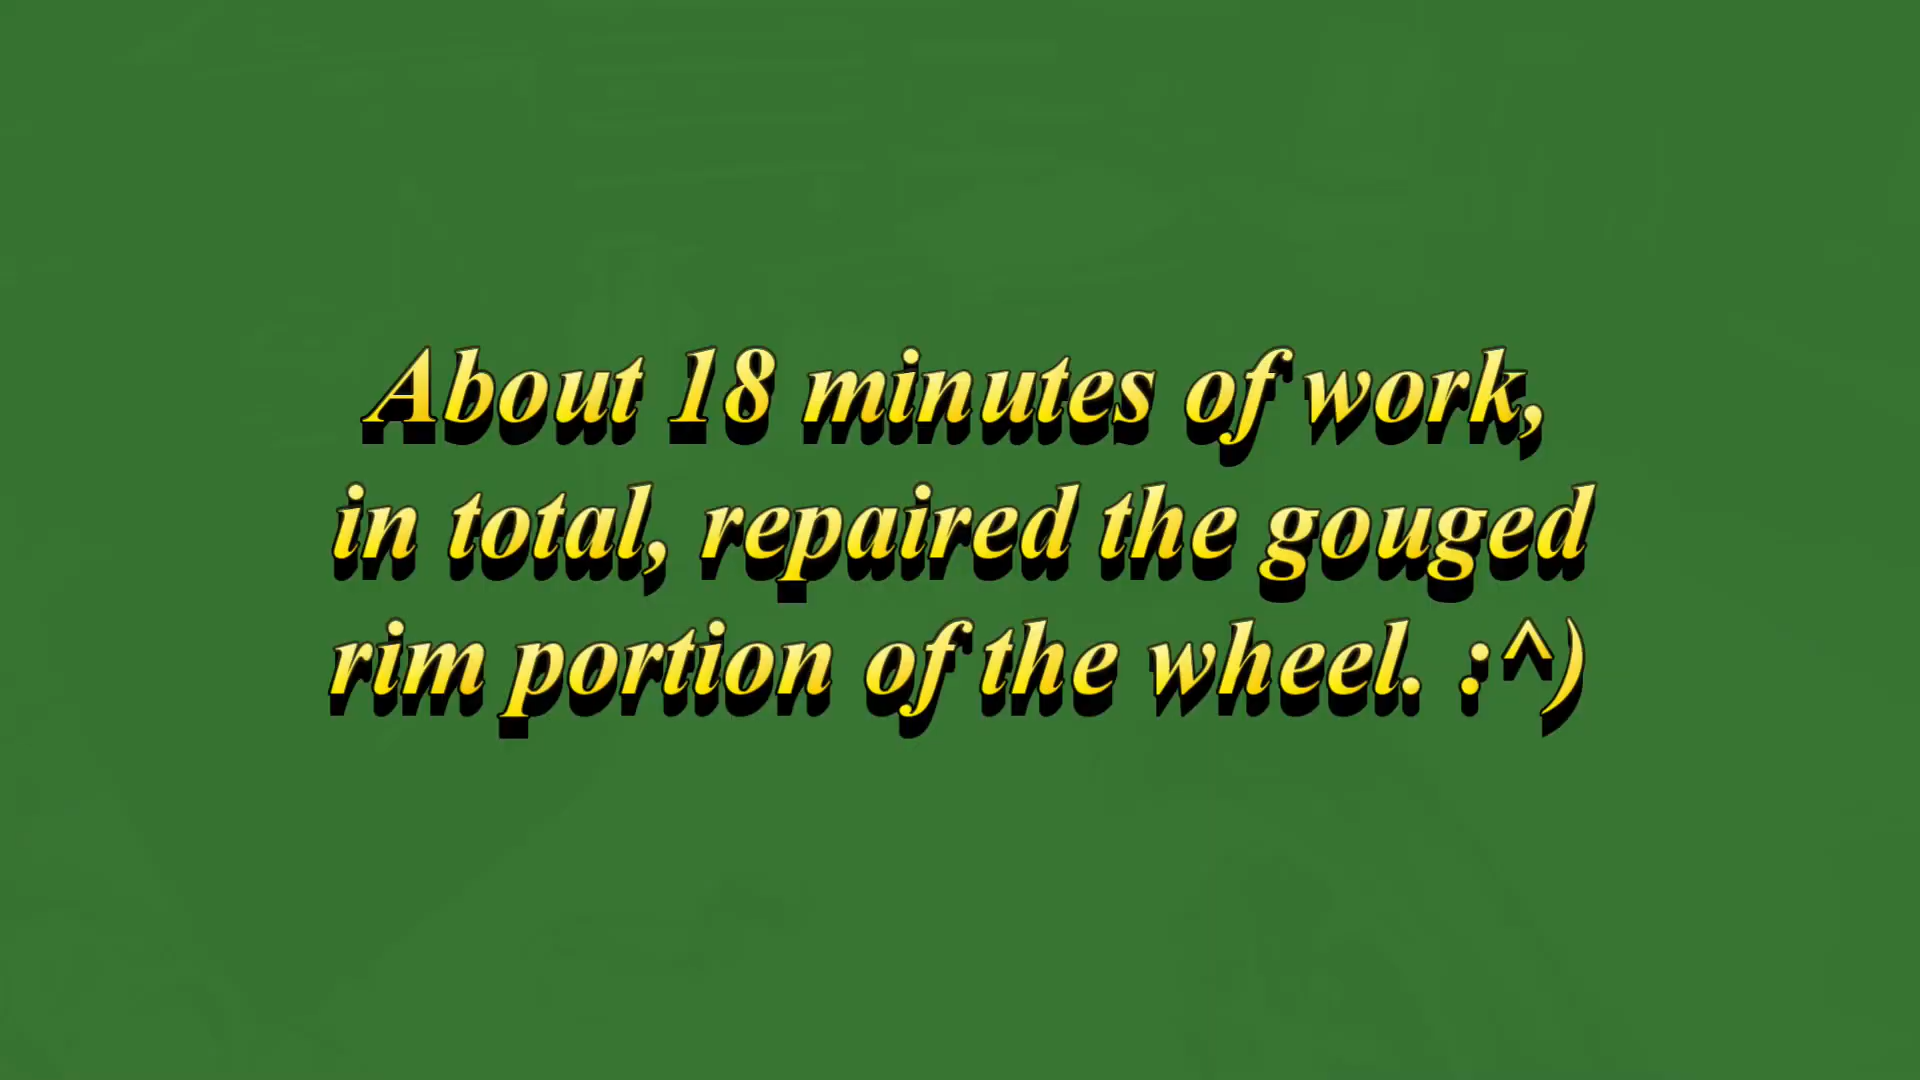 About 18 minutes of work,
in total, repaired the gouged
rim portion of the wheel. :^)